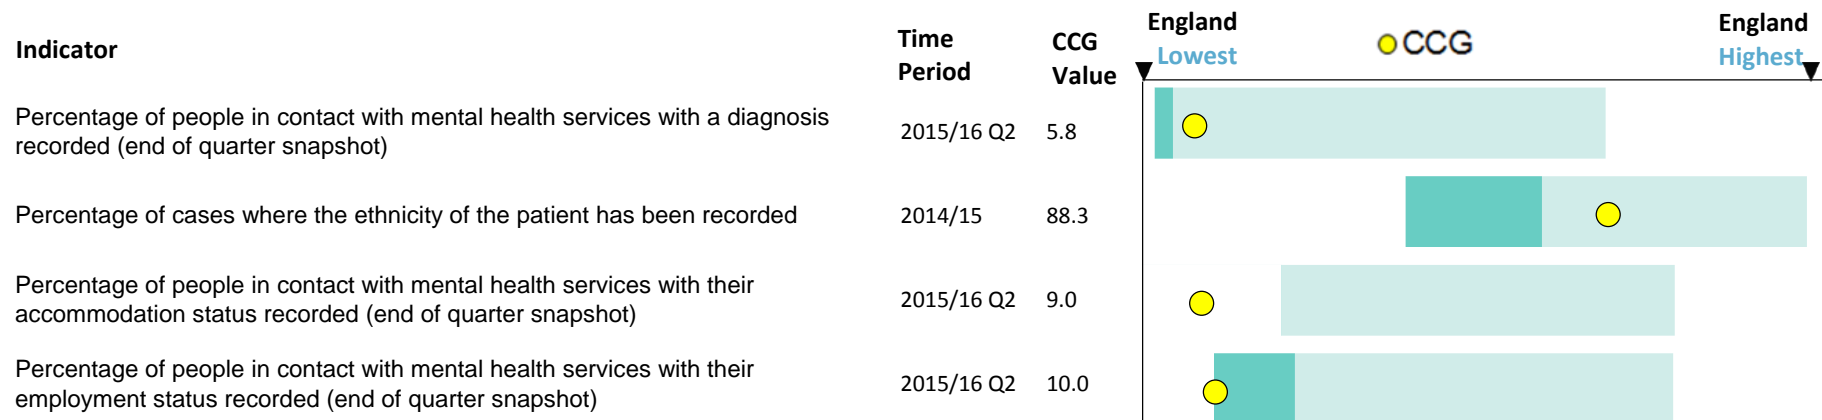 Indicator
Time
Period
CCG
Value
England
Lowest
CCG
England
Highest
Percentage of people in contact with mental health services with a diagnosis
recorded (end of quarter snapshot)
2015/16 Q2
5.8
Percentage of cases where the ethnicity of the patient has been recorded
2014/15
88.3
Percentage of people in contact with mental health services with their
accommodation status recorded (end of quarter snapshot)
2015/16 Q2
9.0
Percentage of people in contact with mental health services with their
employment status recorded (end of quarter snapshot)
2015/16 Q2
10.0